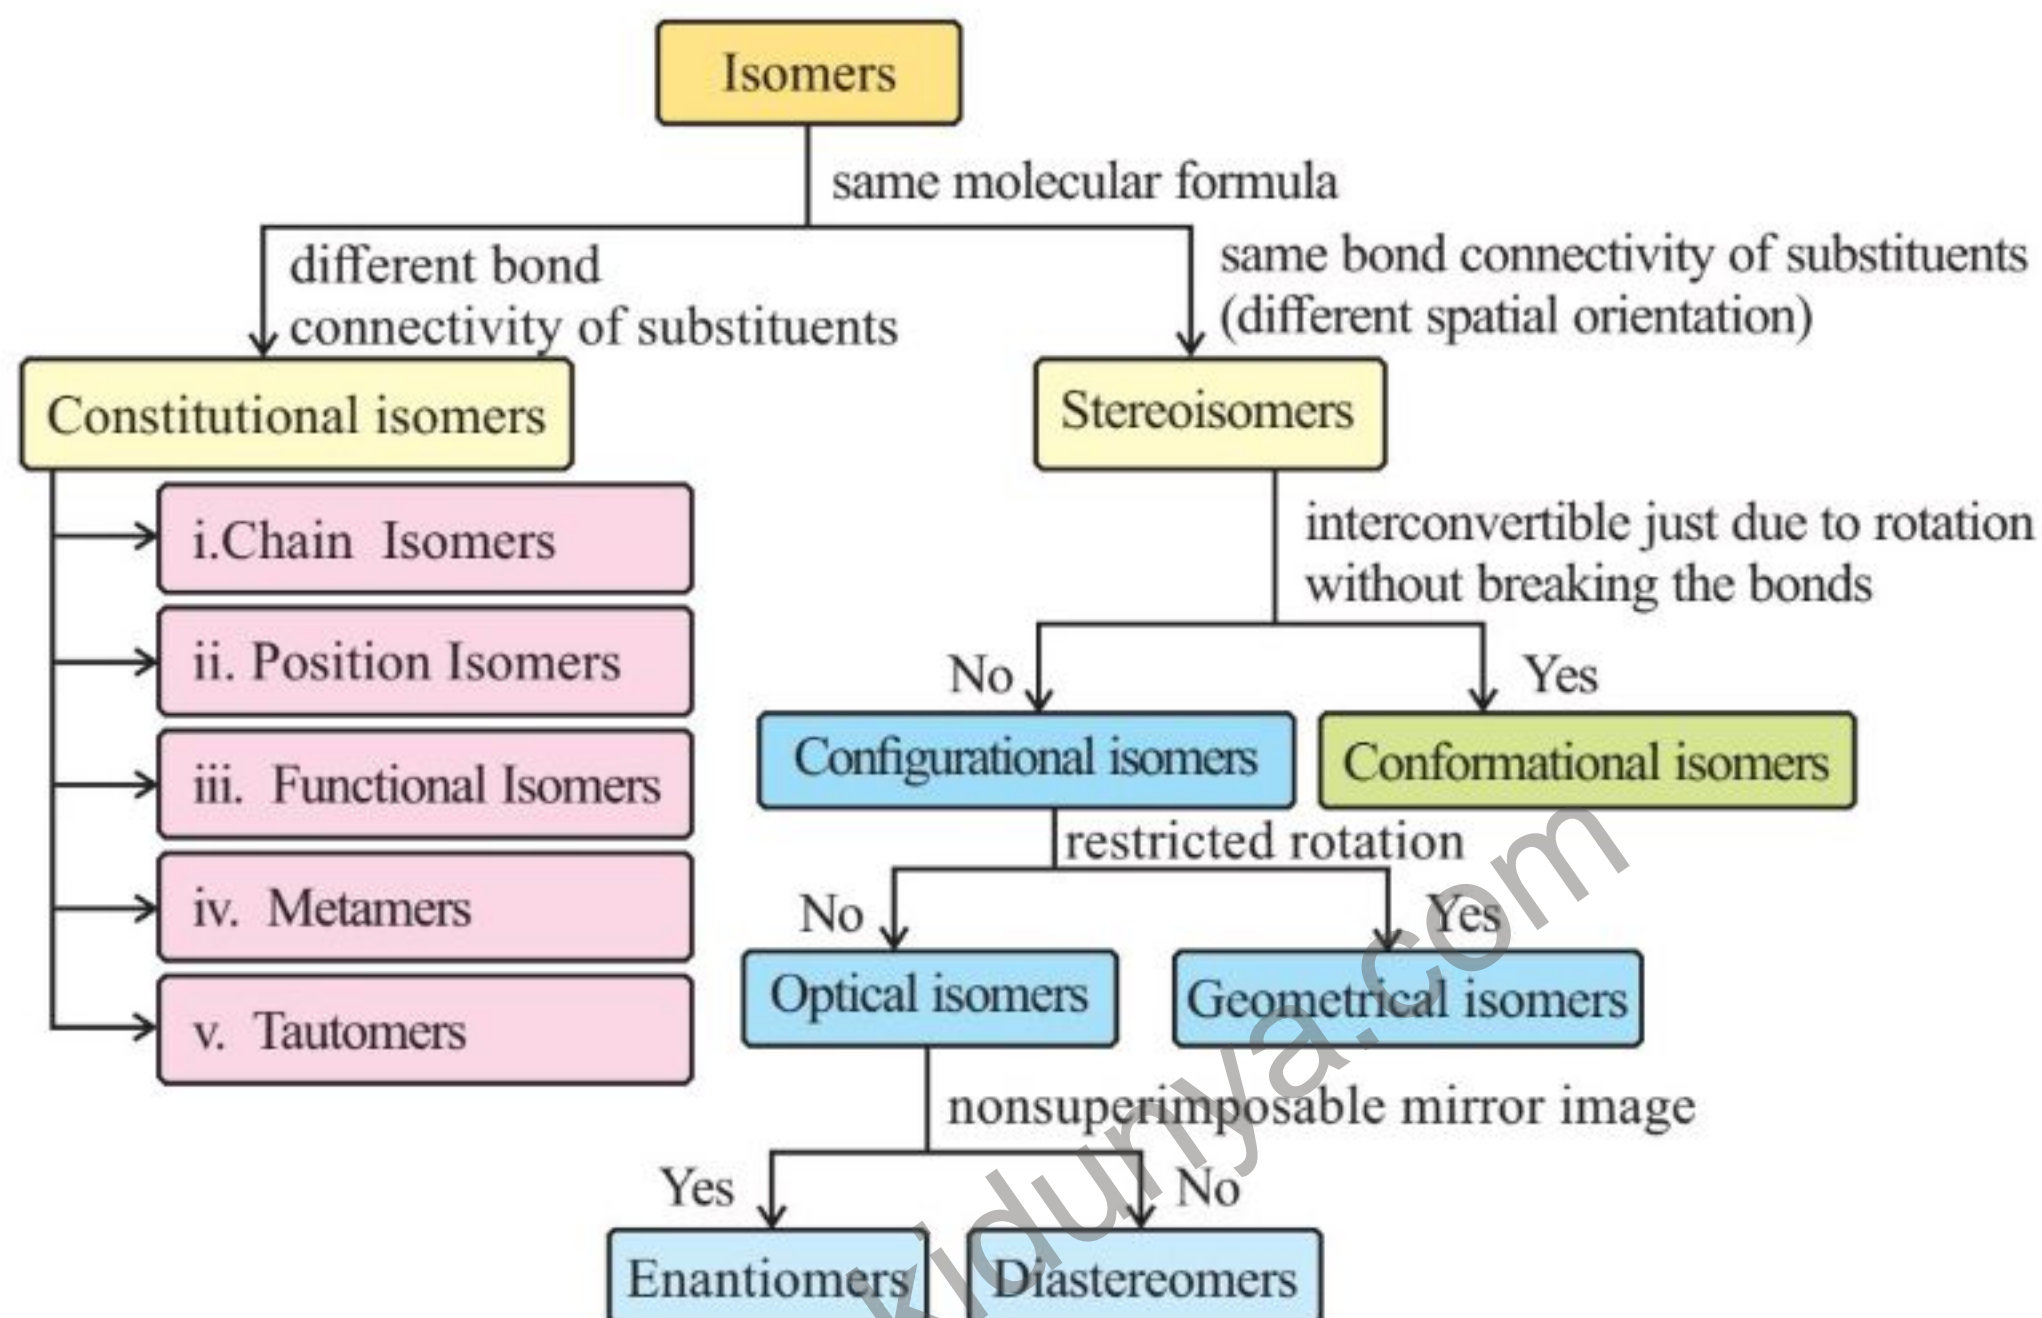 Isomers
same molecular formula
different bond
connectivity of substituents
same bond connectivity of substituents
(different spatial orientation)
Constitutional isomers
Stereoisomers
i.Chain Isomers
ii. Position Isomers
iii. Functional Isomers
iv. Metamers
v. Tautomers
interconvertible just due to rotation
without breaking the bonds
No
Yes
Configurational isomers
Conformational isomers
restricted rotation
No
Yes
Optical isomers
Geometrical isomers
nonsuperimposable mirror image
Yes
No
Enantiomers
Diastereomers
kidunya.com